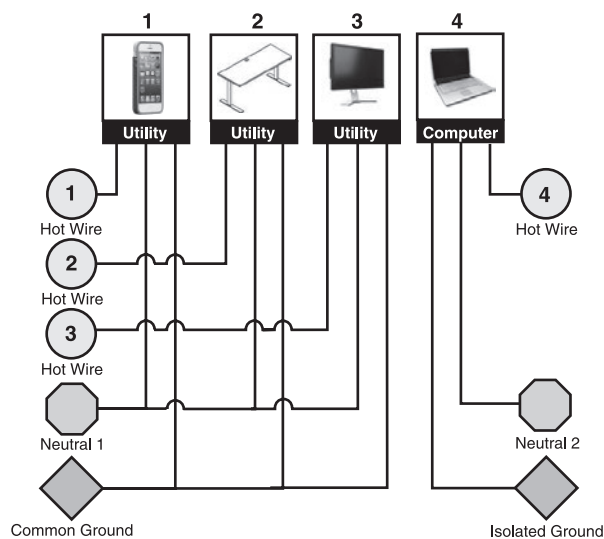 1 2 3 4
Utility Utility Utility Computer
1 4
Hot Wire Hot Wire
2
Hot Wire
3
Hot Wire
Neutral 1 Neutral 2
Common Ground Isolated Ground